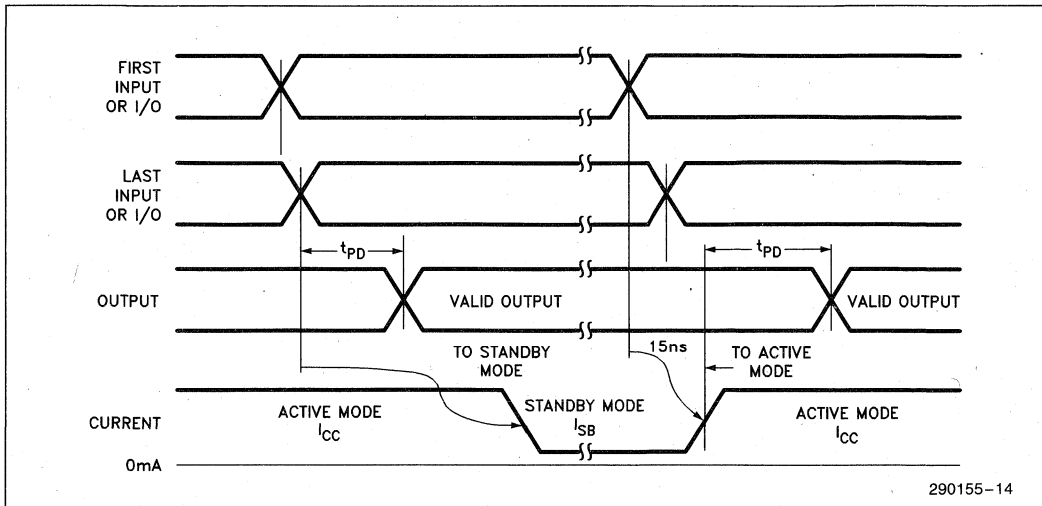 FIRST
INPUT
OR I/O
LAST
INPUT
OR I/O
tPD
tPD
OUTPUT
VALID OUTPUT
VALID OUTPUT
TO STANDBY
MODE
15ns
TO ACTIVE
MODE
CURRENT
ACTIVE MODE
ICC
STANDBY MODE
ISB
ACTIVE MODE
ICC
0mA
290155-14